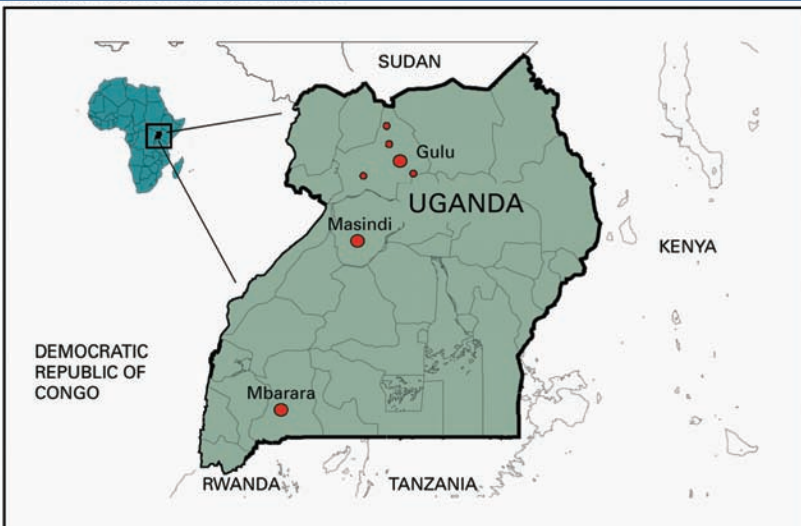 SUDAN
Gulu
UGANDA
Masindi
KENYA
DEMOCRATIC
REPUBLIC OF
CONGO
Mbarara
RWANDA
TANZANIA